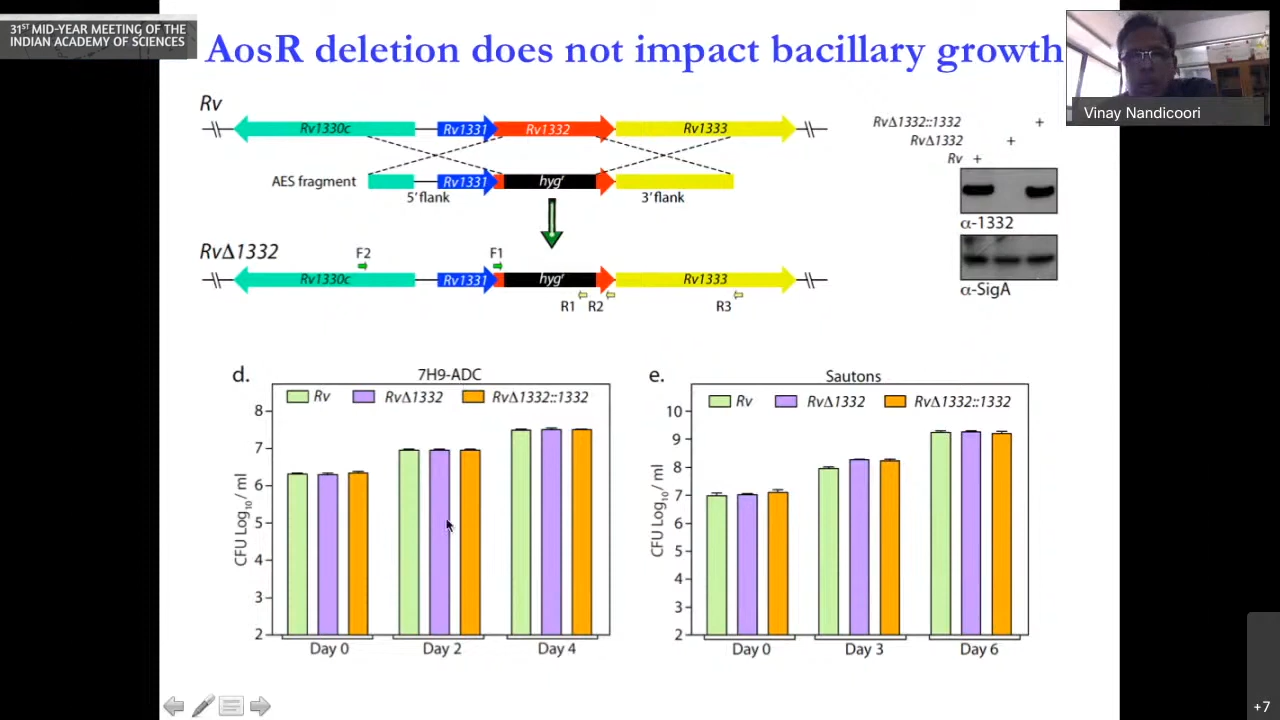 31ST MID-YEAR MEETING OF THE
INDIAN ACADEMY OF SCIENCES
AosR deletion does not impact bacillary growth
Vinay Nandicoori
Rv
Rv1330c Rv1331 Rv1332 Rv1333
AES fragment Rv1331 hygʳ
5'flank 3'flank
RvΔ1332
F2 F1
Rv1330c Rv1331 hygʳ Rv1333
R1 R2 R3
RvΔ1332::1332 +
RvΔ1332 +
Rv +
α-1332
α-SigA
d. 7H9-ADC
Rv RvΔ1332 RvΔ1332::1332
CFU Log10/ ml
8
7
6
5
4
3
2
Day 0 Day 2 Day 4
e. Sautons
Rv RvΔ1332 RvΔ1332::1332
CFU Log10/ ml
10
9
8
7
6
5
4
3
2
Day 0 Day 3 Day 6
+7